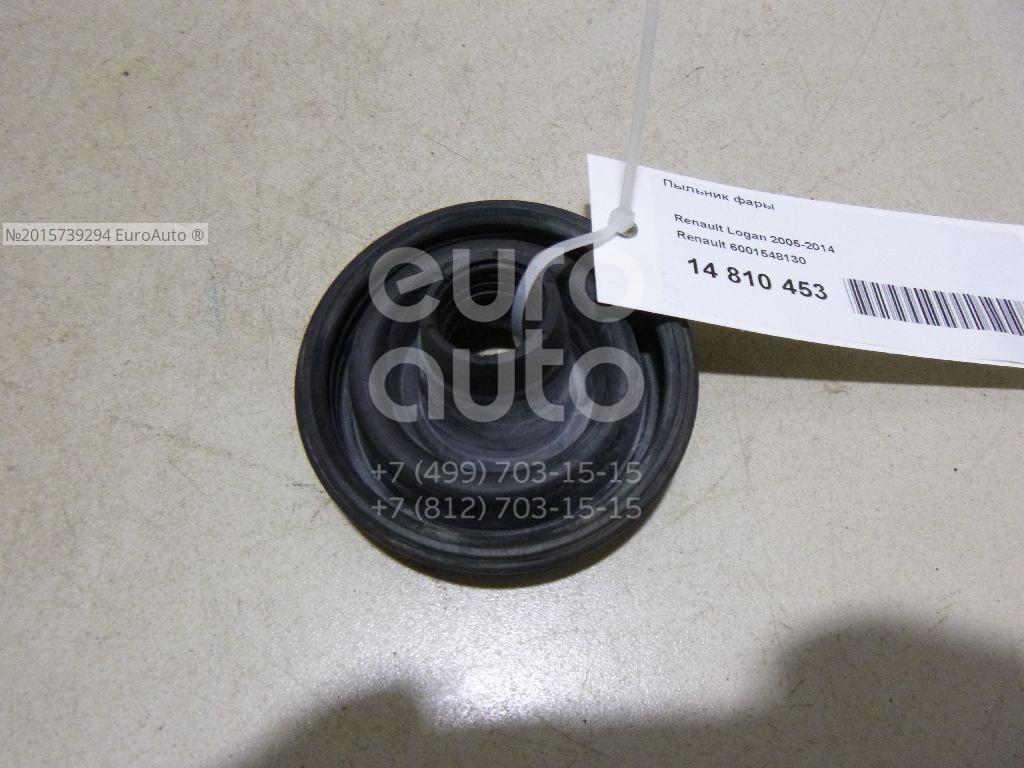 №2015739294 EuroAuto ®
Пыльник фары
Renault Logan 2005-2014
Renault 6001548130
14 810 453
euro
auto
+7 (499) 703-15-15
+7 (812) 703-15-15